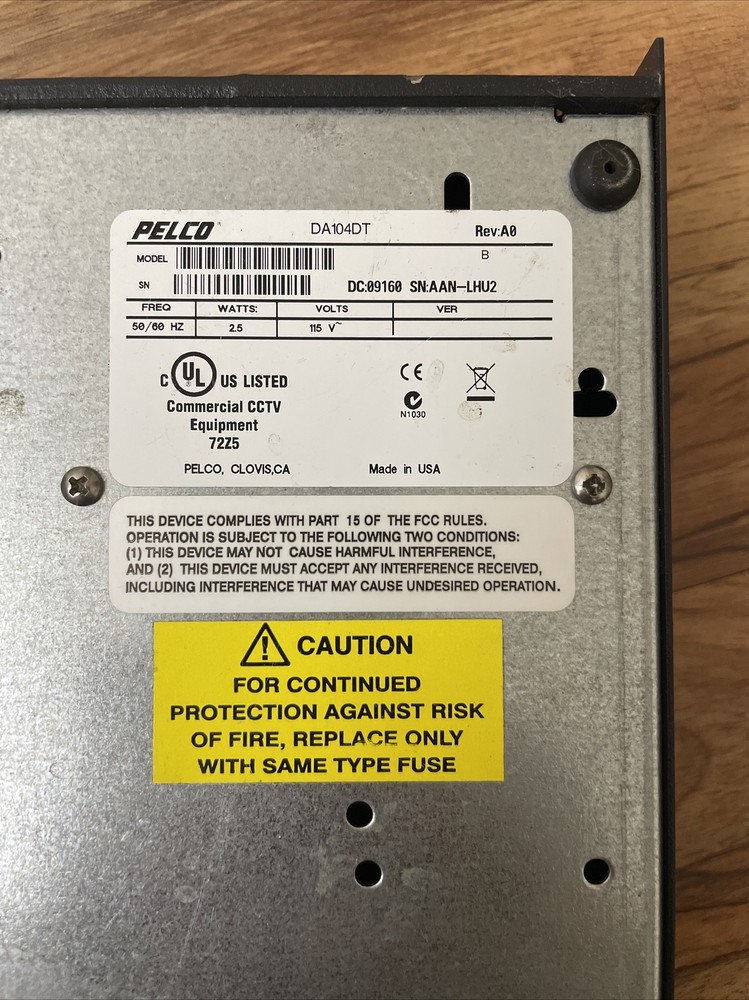 PELCO DA104DT Rev:A0
MODEL B
SN DC:09160 SN:AAN-LHU2
FREQ WATTS: VOLTS VER
50/60 HZ 2.5 115 V~
C UL ® US LISTED
Commercial CCTV
Equipment
72Z5
CE
N1030
PELCO, CLOVIS,CA Made in USA
THIS DEVICE COMPLIES WITH PART 15 OF THE FCC RULES.
OPERATION IS SUBJECT TO THE FOLLOWING TWO CONDITIONS:
(1) THIS DEVICE MAY NOT CAUSE HARMFUL INTERFERENCE,
AND (2) THIS DEVICE MUST ACCEPT ANY INTERFERENCE RECEIVED,
INCLUDING INTERFERENCE THAT MAY CAUSE UNDESIRED OPERATION.
CAUTION
FOR CONTINUED
PROTECTION AGAINST RISK
OF FIRE, REPLACE ONLY
WITH SAME TYPE FUSE